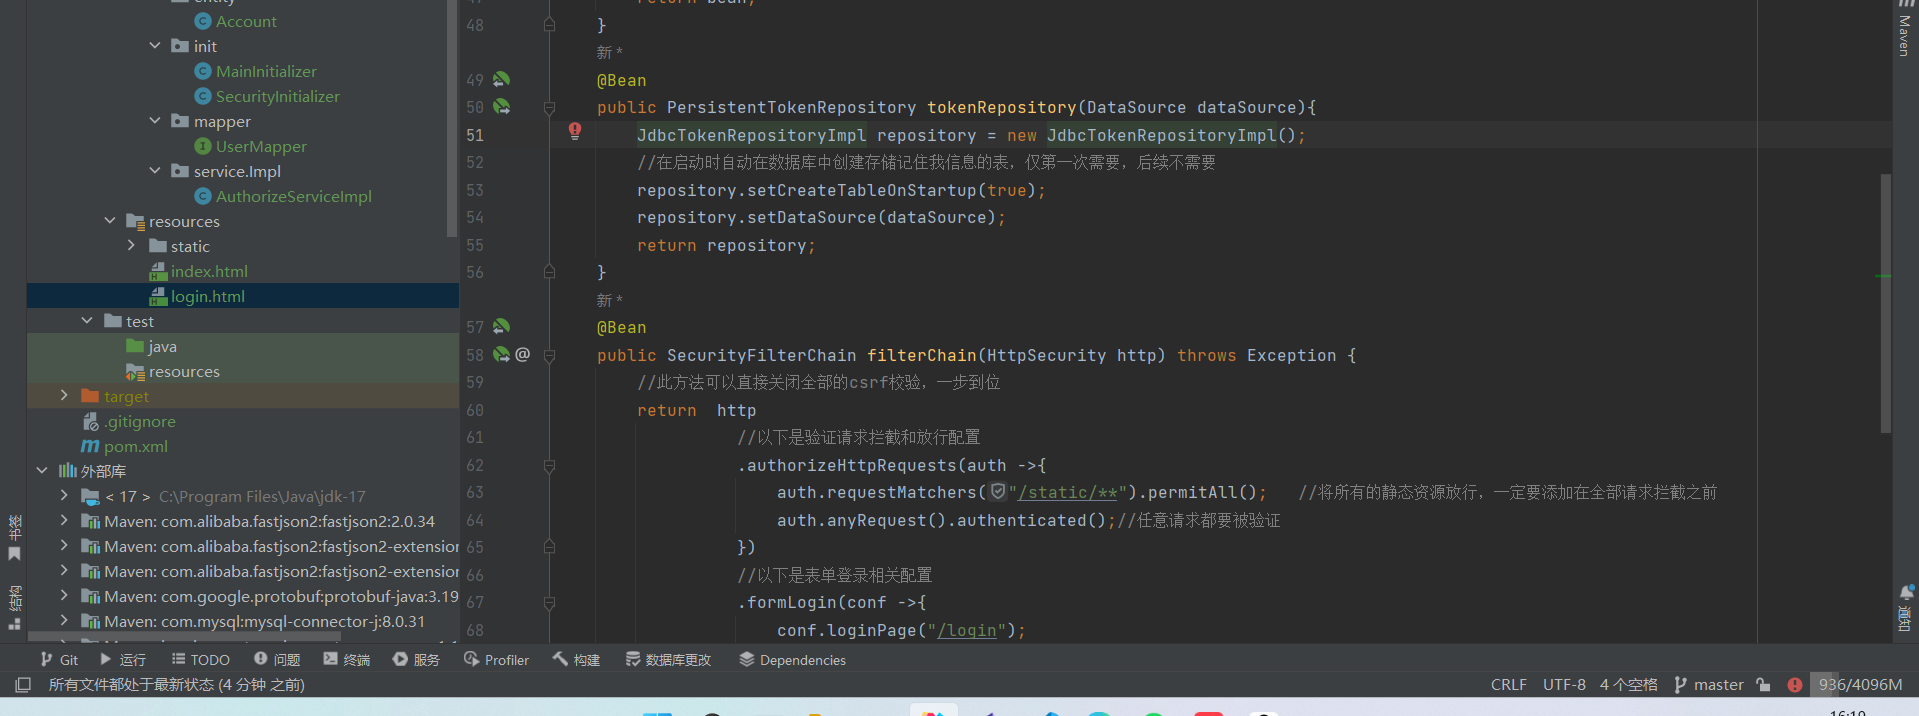 entity
Account
init
MainInitializer
SecurityInitializer
mapper
UserMapper
service.Impl
AuthorizeServiceImpl
resources
static
index.html
login.html
test
java
resources
target
.gitignore
pom.xml
外部库
< 17 > C:\Program Files\Java\jdk-17
Maven: com.alibaba.fastjson2:fastjson2:2.0.34
Maven: com.alibaba.fastjson2:fastjson2-extension
Maven: com.alibaba.fastjson2:fastjson2-extension
Maven: com.google.protobuf:protobuf-java:3.19
Maven: com.mysql:mysql-connector-j:8.0.31
书签
结构
47 return bean;
48 }
新 *
49 @Bean
50 public PersistentTokenRepository tokenRepository(DataSource dataSource){
51 JdbcTokenRepositoryImpl repository = new JdbcTokenRepositoryImpl();
52 //在启动时自动在数据库中创建存储记住我信息的表，仅第一次需要，后续不需要
53 repository.setCreateTableOnStartup(true);
54 repository.setDataSource(dataSource);
55 return repository;
56 }
新 *
57 @Bean
58 @ public SecurityFilterChain filterChain(HttpSecurity http) throws Exception {
59 //此方法可以直接关闭全部的csrf校验，一步到位
60 return http
61 //以下是验证请求拦截和放行配置
62 .authorizeHttpRequests(auth ->{
63 auth.requestMatchers("/static/**").permitAll(); //将所有的静态资源放行，一定要添加在全部请求拦截之前
64 auth.anyRequest().authenticated();//任意请求都要被验证
65 })
66 //以下是表单登录相关配置
67 .formLogin(conf ->{
68 conf.loginPage("/login");
Maven
通知
Git 运行 TODO 问题 终端 服务 Profiler 构建 数据库更改 Dependencies
所有文件都处于最新状态 (4 分钟 之前) CRLF UTF-8 4 个空格 master 936/4096M
16:19